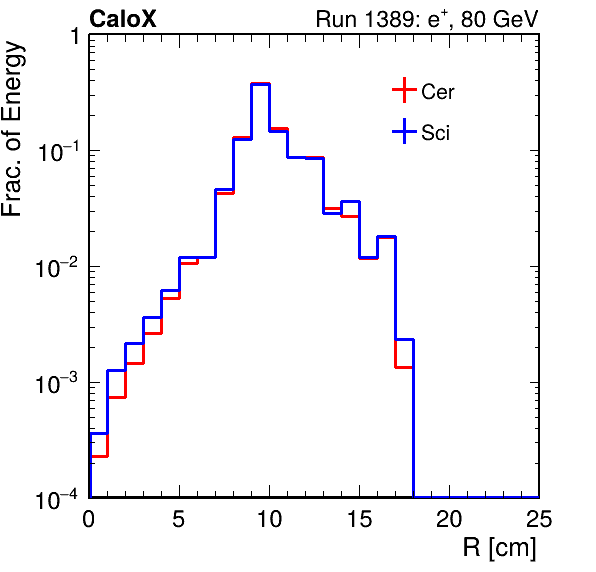 CaloX
Run 1389: e⁺, 80 GeV
Frac. of Energy
1
10⁻¹
10⁻²
10⁻³
10⁻⁴
Cer
Sci
0 5 10 15 20 25
R [cm]